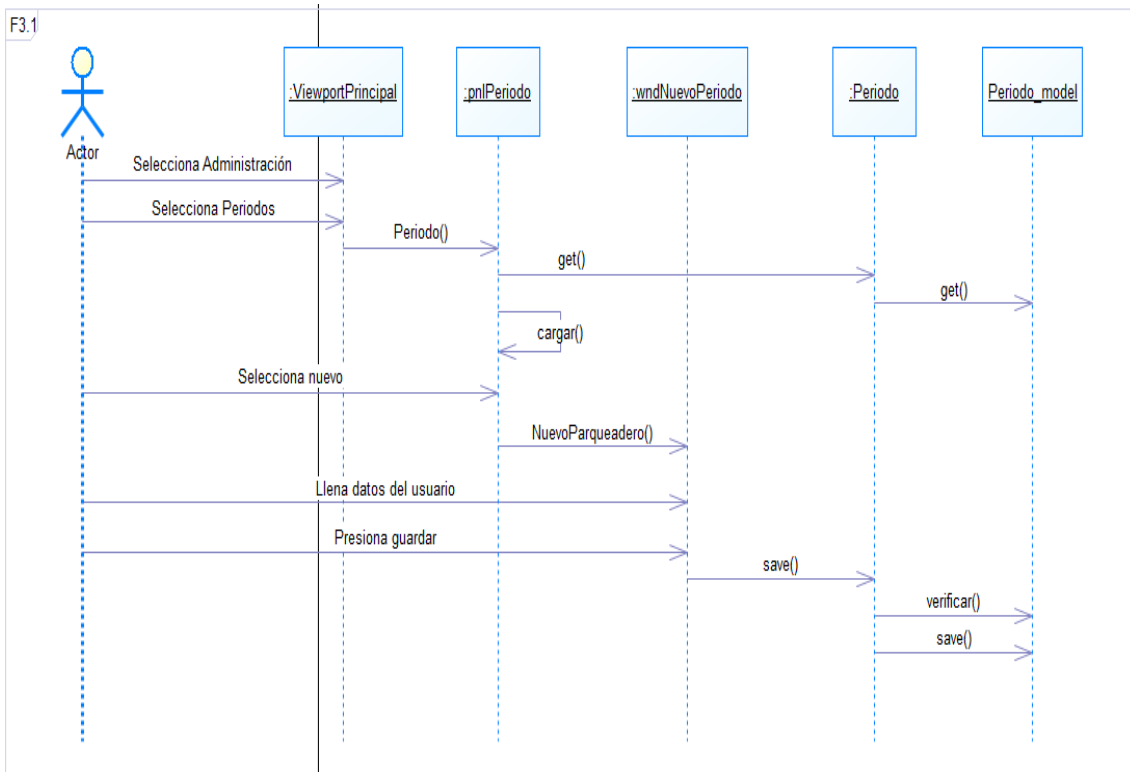 F3.1
:ViewportPrincipal
:pnlPeriodo
:wndNuevoPeriodo
:Periodo
Periodo_model
Actor
Selecciona Administración
Selecciona Periodos
Periodo()
get()
get()
cargar()
Selecciona nuevo
NuevoParqueadero()
Llena datos del usuario
Presiona guardar
save()
verificar()
save()